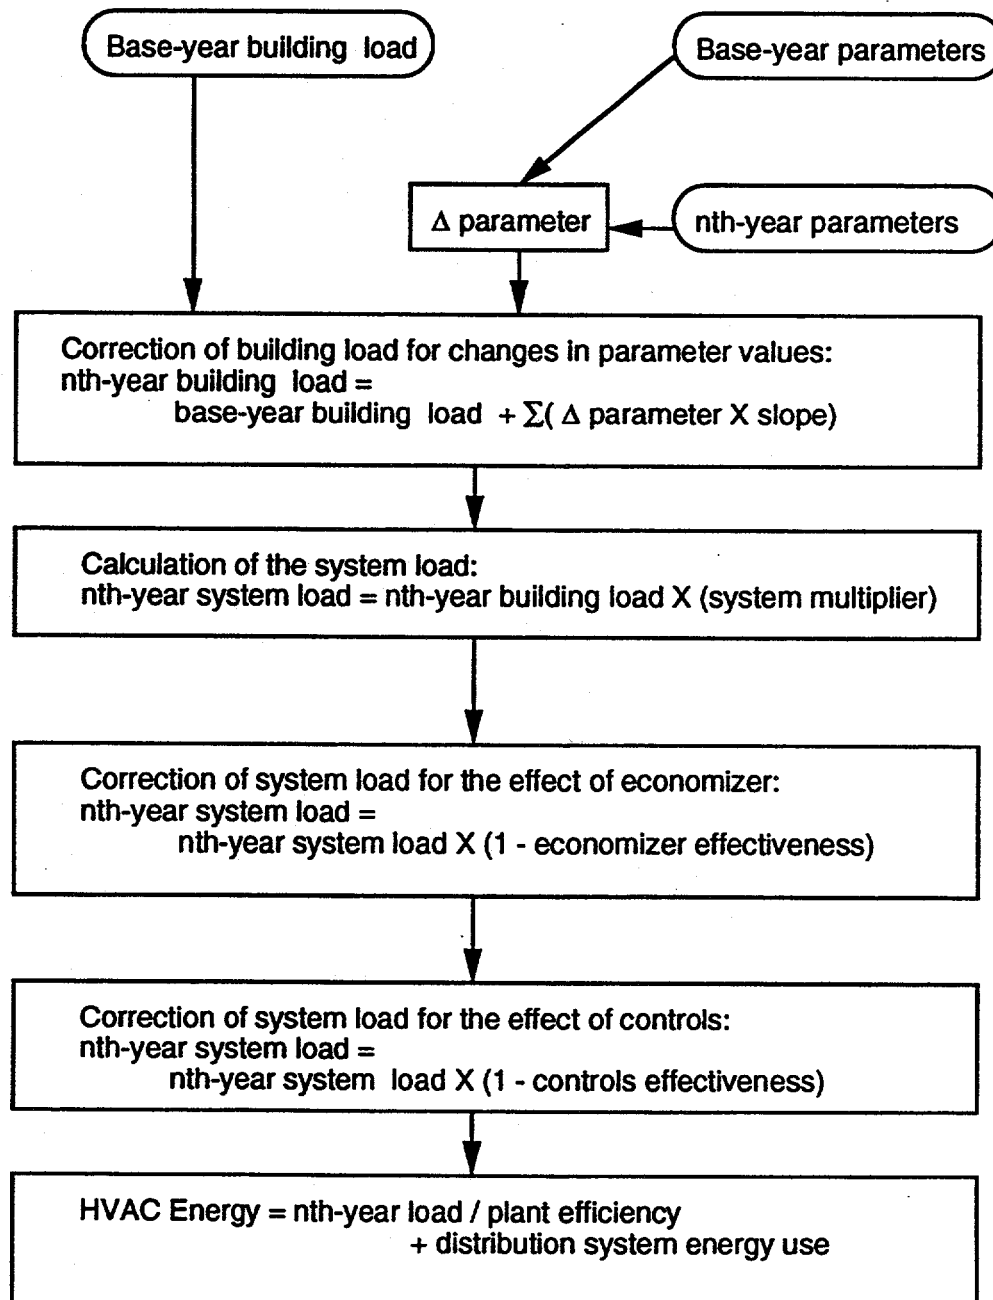 Base-year building load
Base-year parameters
Δ parameter
nth-year parameters
Correction of building load for changes in parameter values:
nth-year building load =
base-year building load + Σ( Δ parameter X slope)
Calculation of the system load:
nth-year system load = nth-year building load X (system multiplier)
Correction of system load for the effect of economizer:
nth-year system load =
nth-year system load X (1 - economizer effectiveness)
Correction of system load for the effect of controls:
nth-year system load =
nth-year system load X (1 - controls effectiveness)
HVAC Energy = nth-year load / plant efficiency
+ distribution system energy use